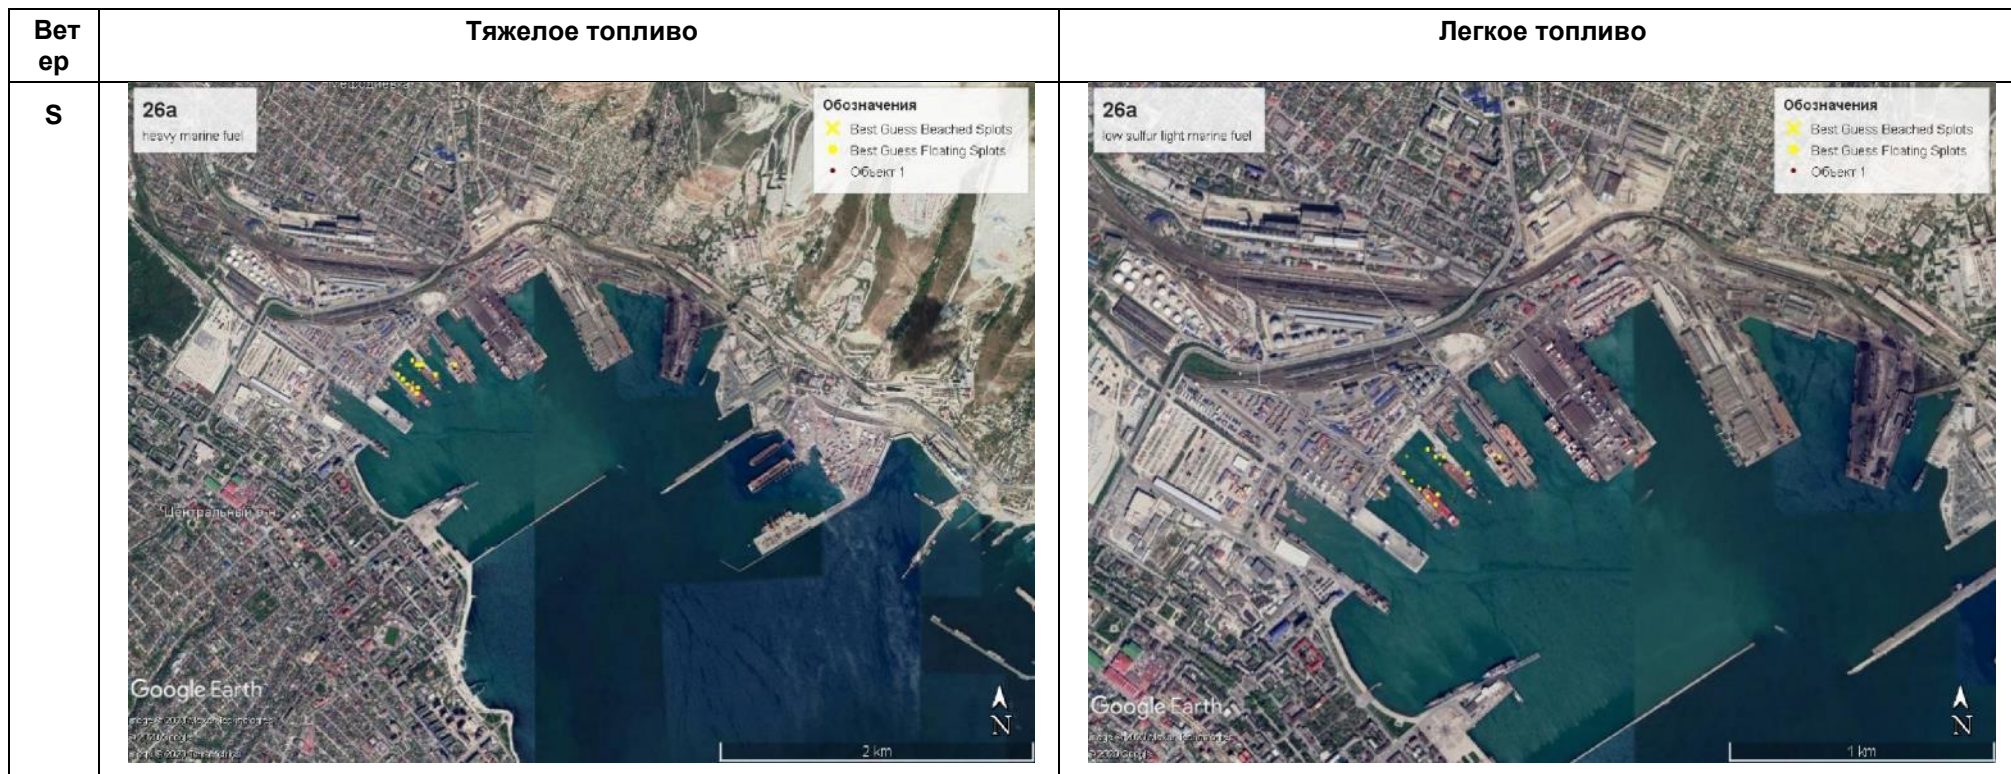 Вет
ер
Тяжелое топливо
Легкое топливо
S
26а
heavy marine fuel
Обозначения
Best Guess Beached Splots
Best Guess Floating Splots
Объект 1
Центральный
Google Earth
2 km
N
26а
low sulfur light marine fuel
Обозначения
Best Guess Beached Splots
Best Guess Floating Splots
Объект 1
Google Earth
1 km
N